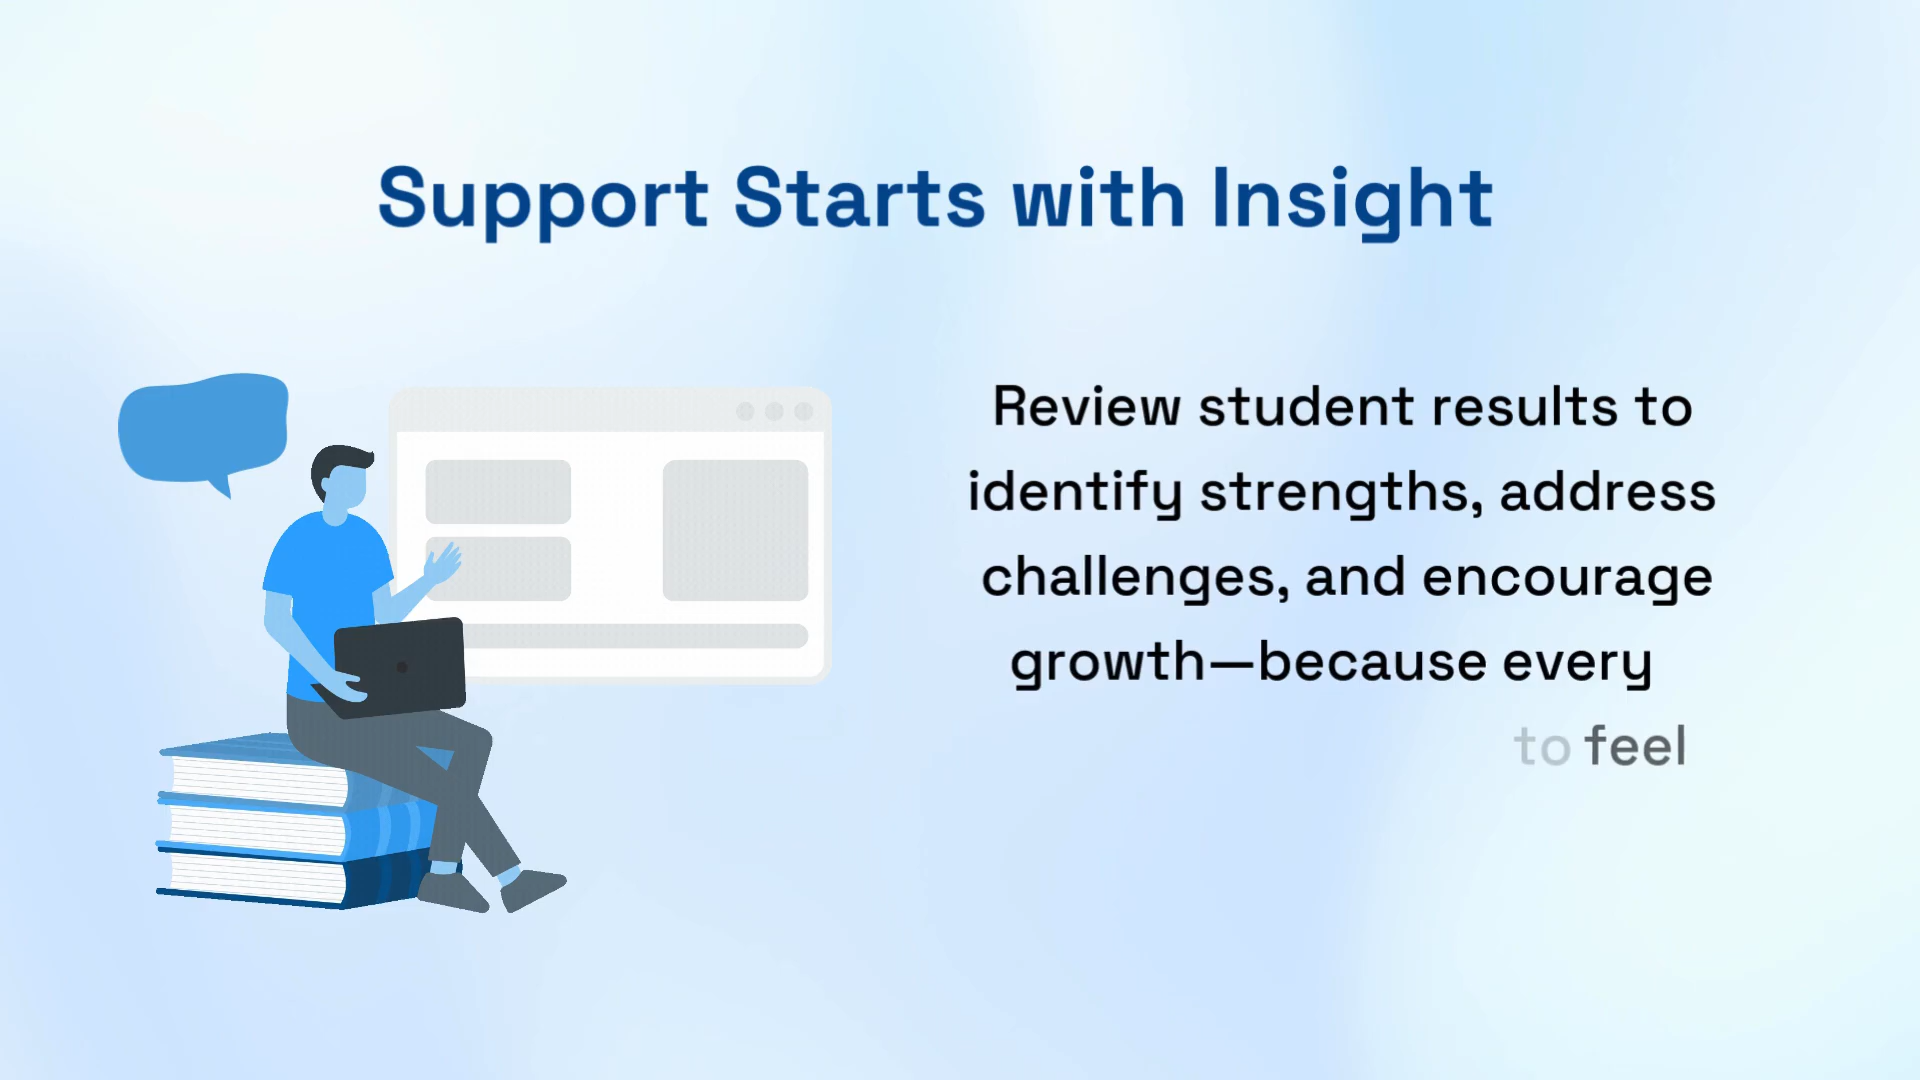 Support Starts with Insight
Review student results to
identify strengths, address
challenges, and encourage
growth—because every
to feel